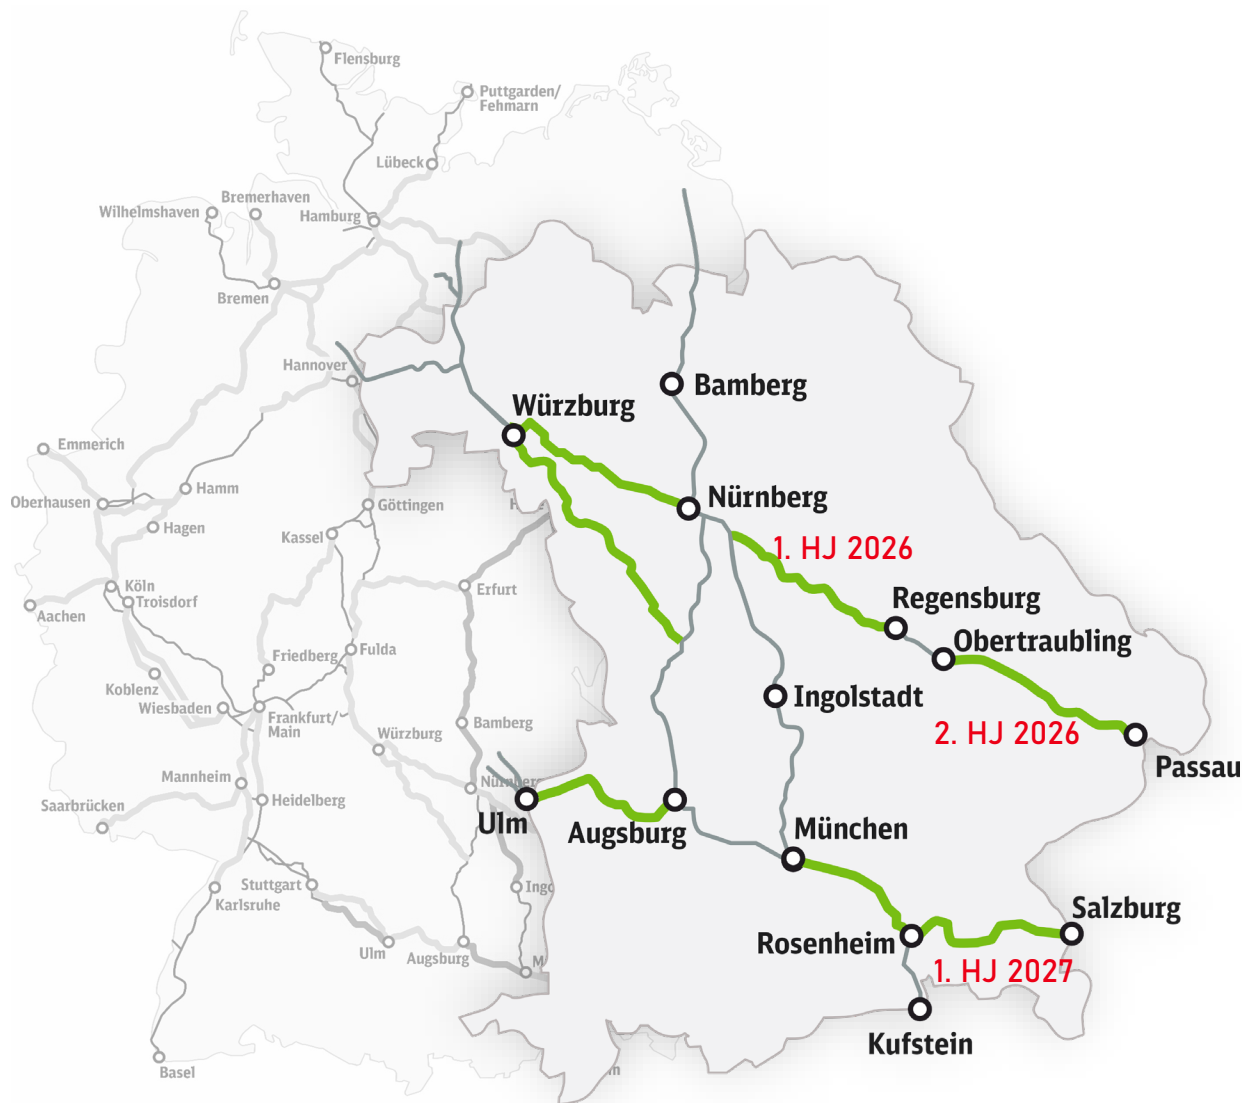 Flensburg
Puttgarden/
Fehmarn
Lübeck
Bremerhaven
Wilhelmshaven
Hamburg
Bremen
Hannover
Emmerich
Oberhausen
Hamm
Hagen
Göttingen
Kassel
Köln
Troisdorf
Aachen
Erfurt
Friedberg
Fulda
Koblenz
Wiesbaden
Frankfurt/
Main
Würzburg
Bamberg
Mannheim
Nürnberg
Saarbrücken
Heidelberg
Stuttgart
Karlsruhe
Ulm
Augsburg
Ingo
M
Basel
Bamberg
Würzburg
Nürnberg
1. HJ 2026
Regensburg
Obertraubling
Ingolstadt
2. HJ 2026
Passau
Ulm
Augsburg
München
Salzburg
Rosenheim
1. HJ 2027
Kufstein